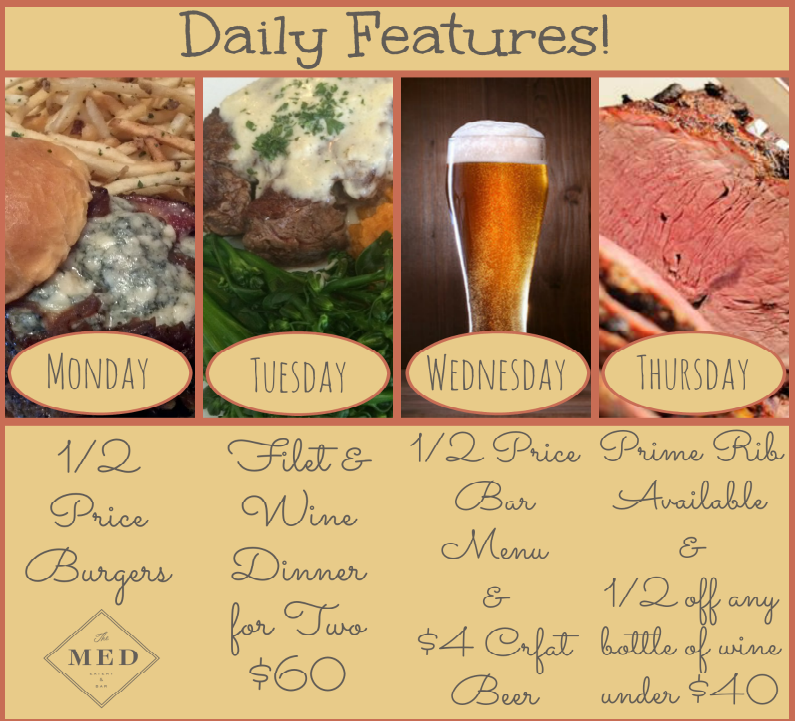 Daily Features!
MONDAY
TUESDAY
WEDNESDAY
THURSDAY
1/2
Price
Burgers
The
MED
&
BAR
Filet &
Wine
Dinner
for Two
$60
1/2 Price
Bar
Menu
&
$4 Crfat
Beer
Prime Rib
Available
&
1/2 off any
bottle of wine
under $40